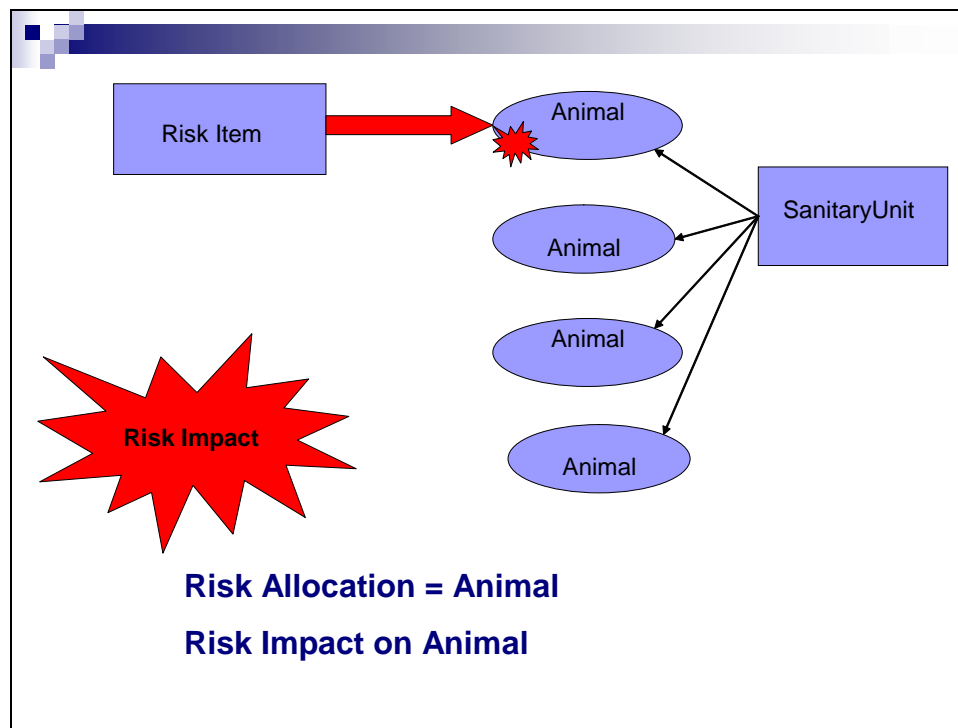 Risk Item
Animal
SanitaryUnit
Animal
Animal
Risk Impact
Animal
Risk Allocation = Animal
Risk Impact on Animal